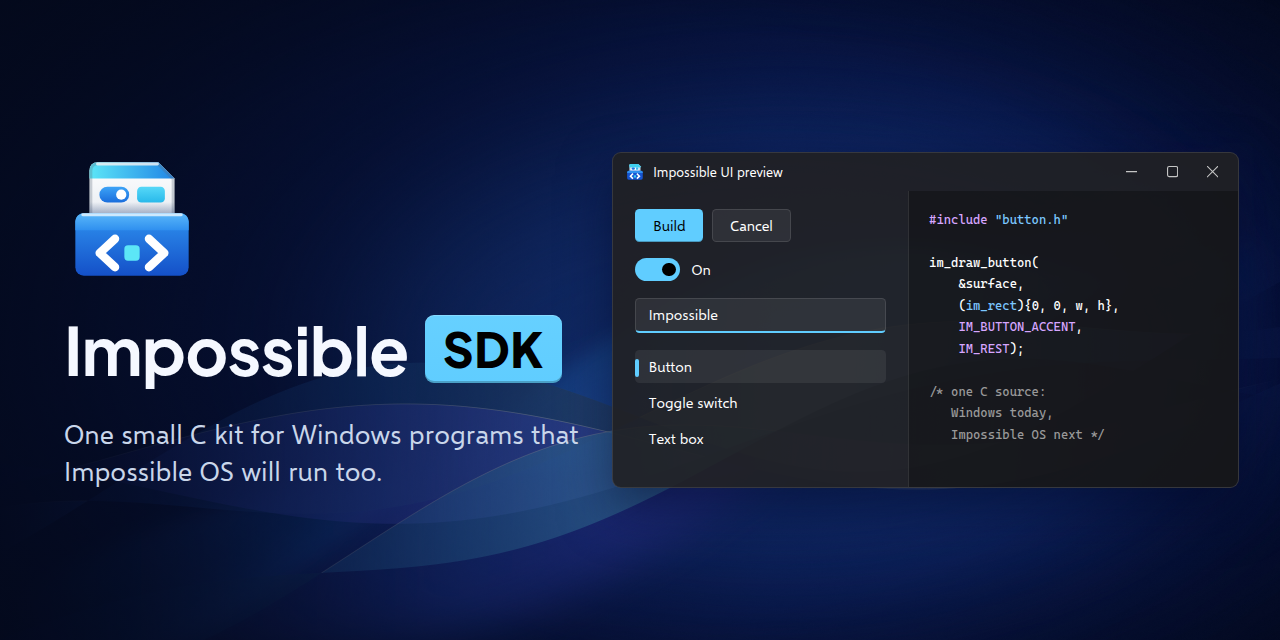 Impossible SDK
One small C kit for Windows programs that
Impossible OS will run too.
Impossible UI preview
Build
Cancel
On
Impossible
Button
Toggle switch
Text box
#include "button.h"
im_draw_button(
    &surface,
    (im_rect){0, 0, w, h},
    IM_BUTTON_ACCENT,
    IM_REST);
/* one C source:
   Windows today,
   Impossible OS next */